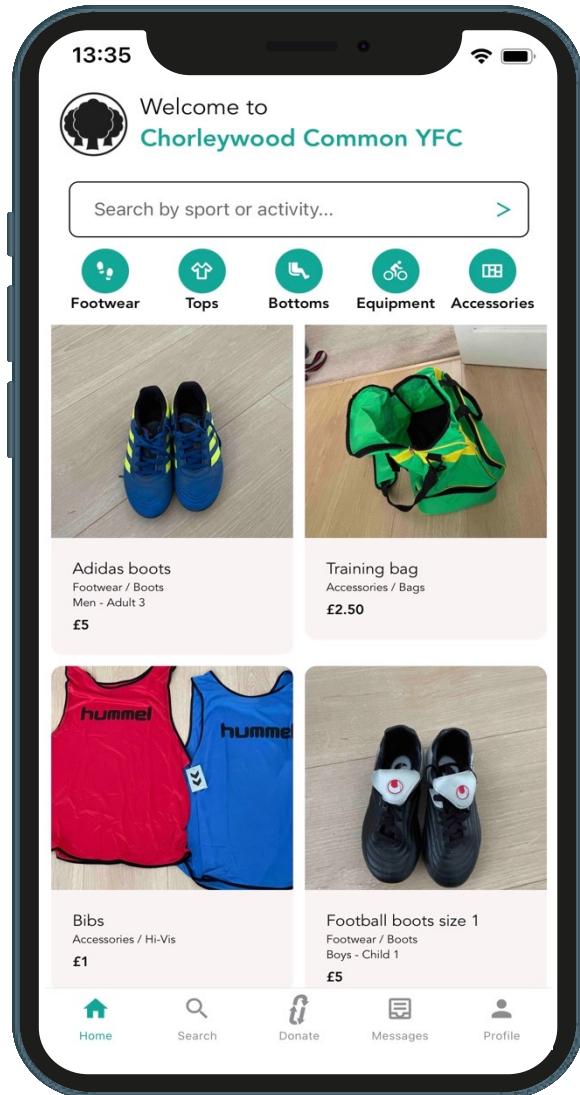 13:35
Welcome to
Chorleywood Common YFC
Search by sport or activity...
>
Footwear
Tops
Bottoms
Equipment
Accessories
Adidas boots
Footwear / Boots
Men - Adult 3
£5
Training bag
Accessories / Bags
£2.50
hummel
hummel
Bibs
Accessories / Hi-Vis
£1
Football boots size 1
Footwear / Boots
Boys - Child 1
£5
Home
Search
Donate
Messages
Profile